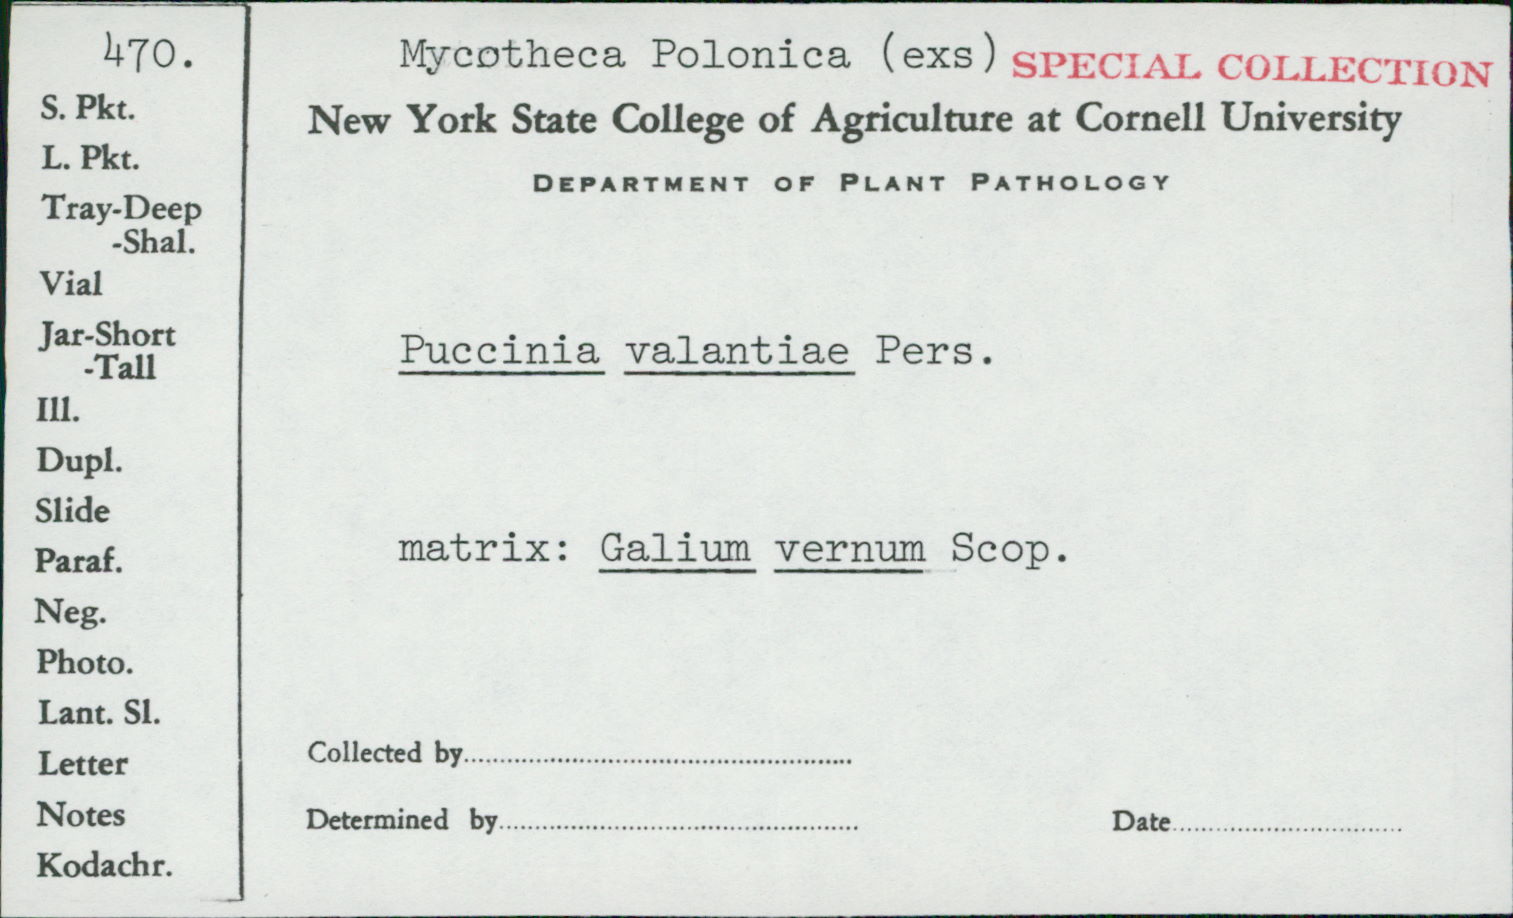 470.
Mycotheca Polonica (exs)
SPECIAL COLLECTION
New York State College of Agriculture at Cornell University
DEPARTMENT OF PLANT PATHOLOGY
S. Pkt.
L. Pkt.
Tray-Deep
-Shal.
Vial
Jar-Short
-Tall
Ill.
Dupl.
Slide
Paraf.
Neg.
Photo.
Lant. Sl.
Letter
Notes
Kodachr.
Puccinia valantiae Pers.
matrix: Galium vernum Scop.
Collected by
Determined by
Date